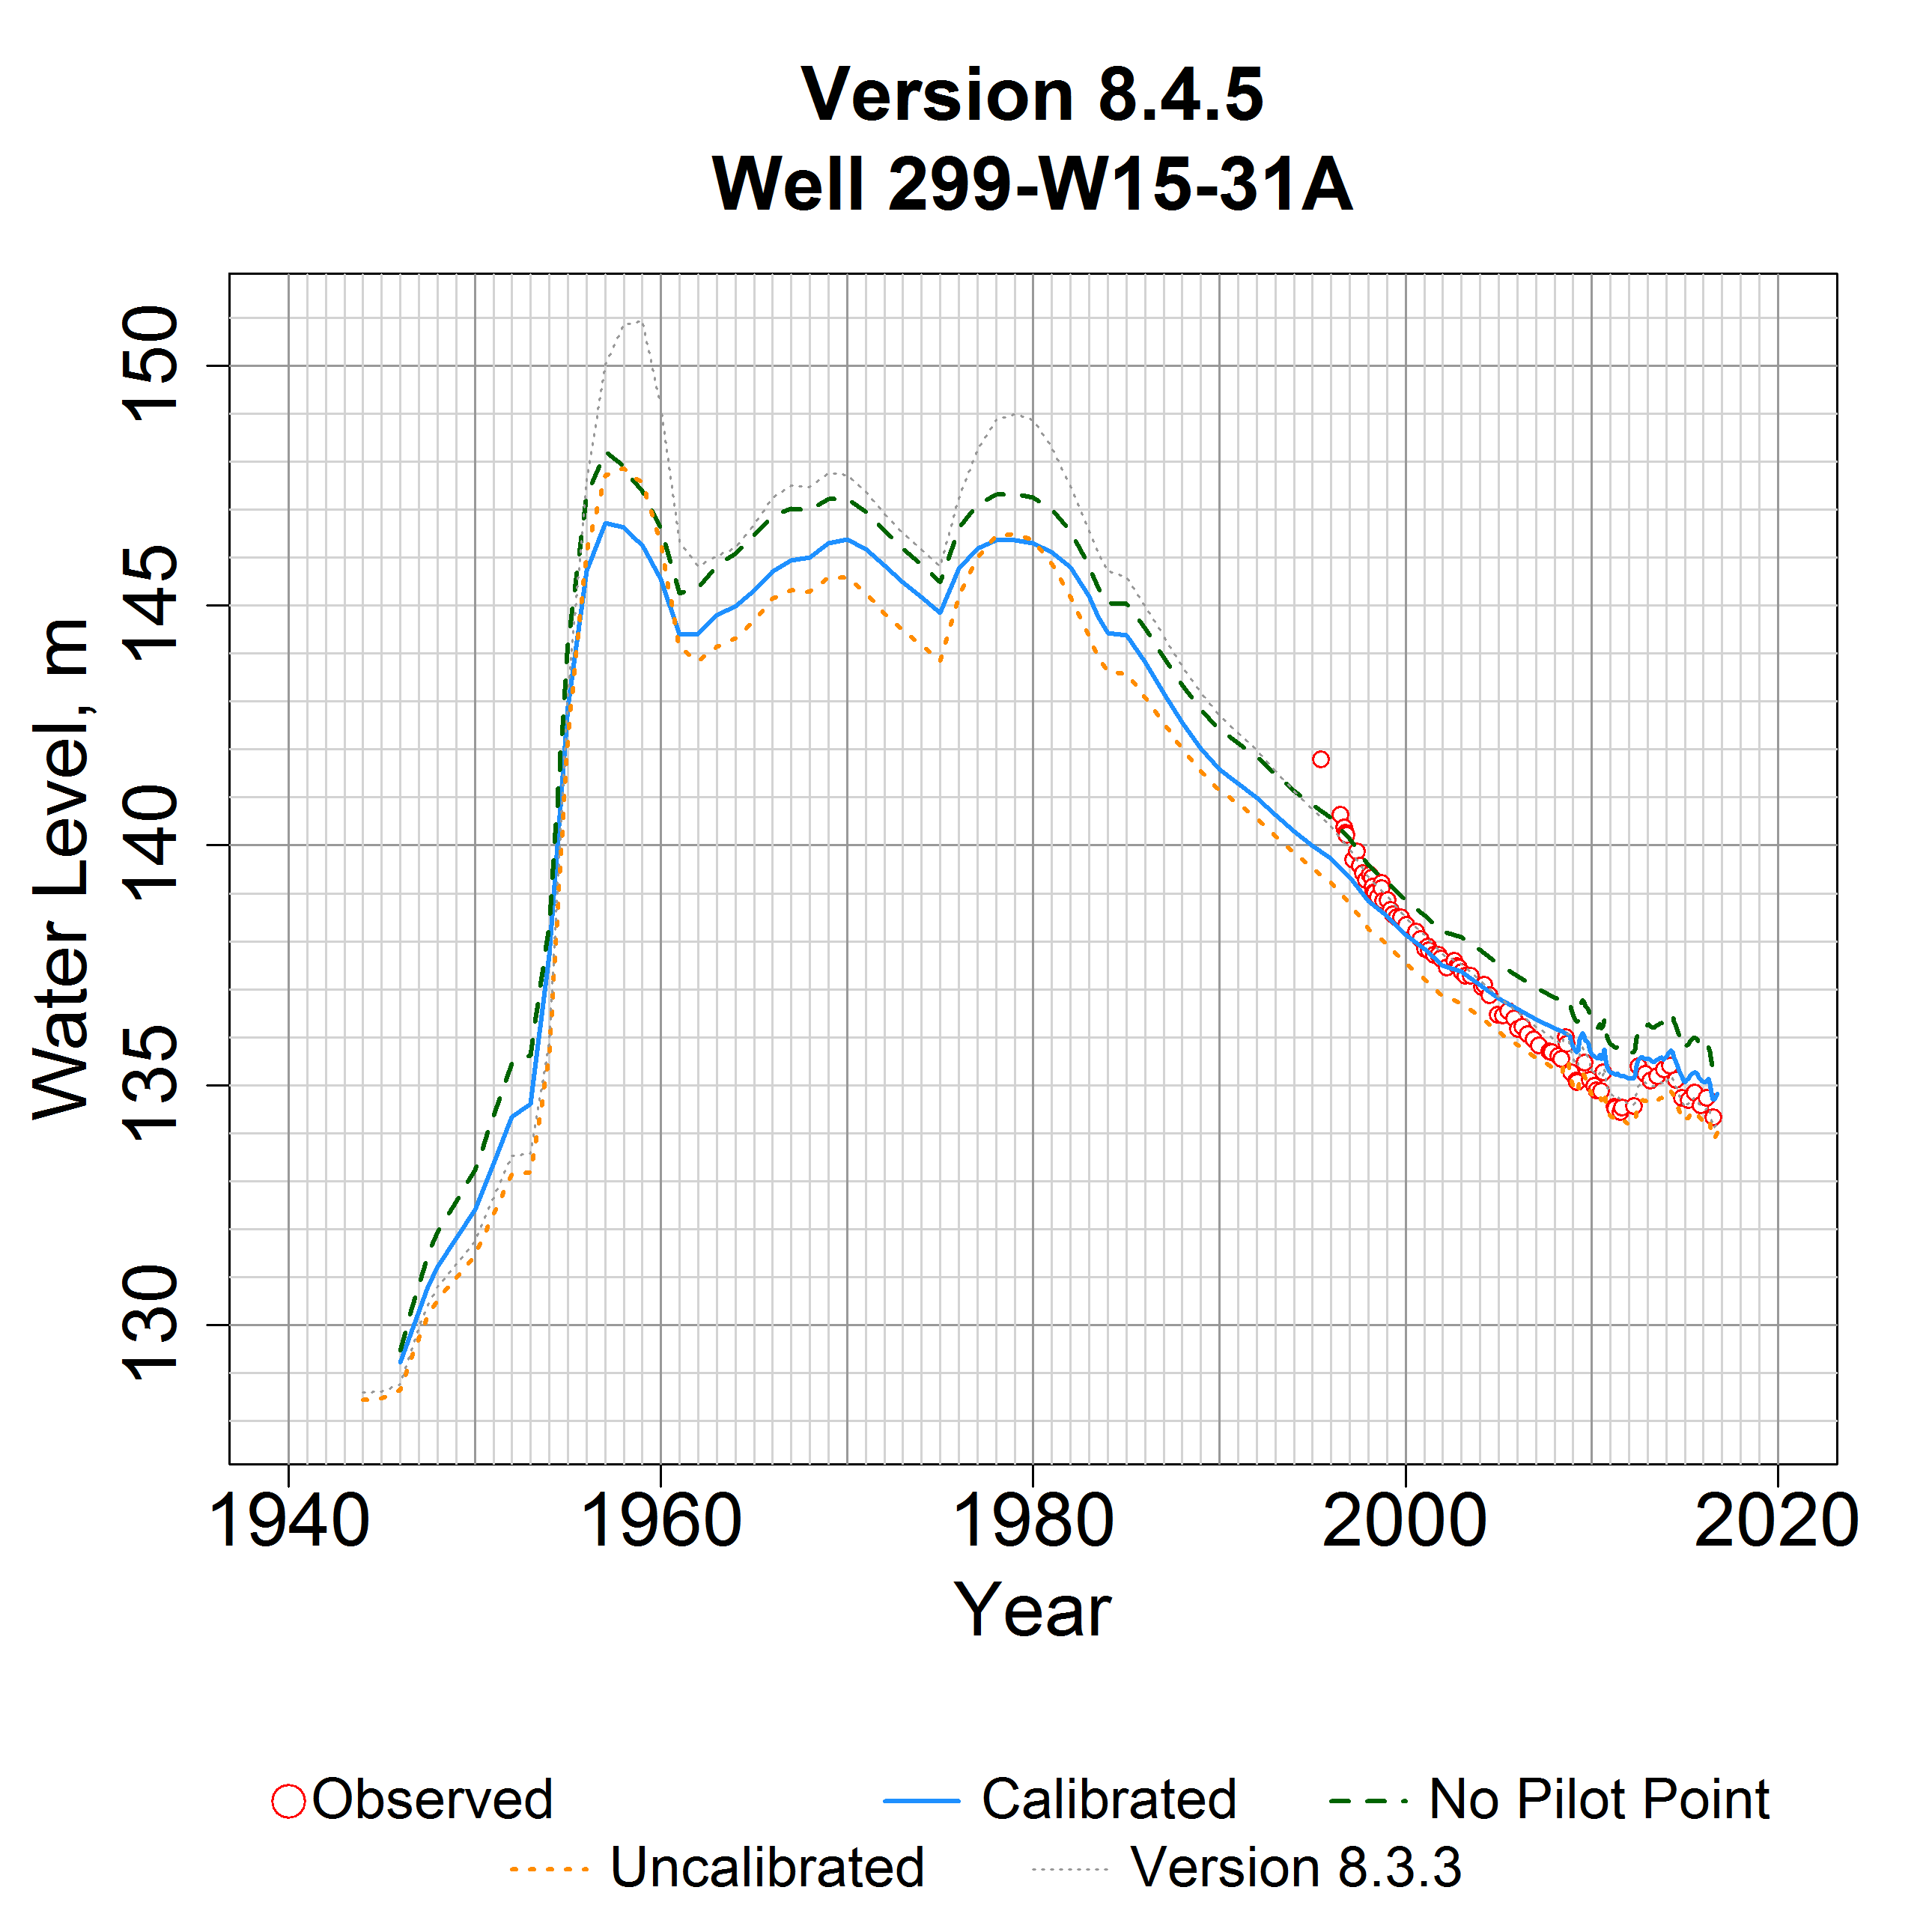 Version 8.4.5
Well 299-W15-31A
Water Level, m
150
145
140
135
130
1940 1960 1980 2000 2020
Year
Observed Calibrated No Pilot Point
Uncalibrated Version 8.3.3